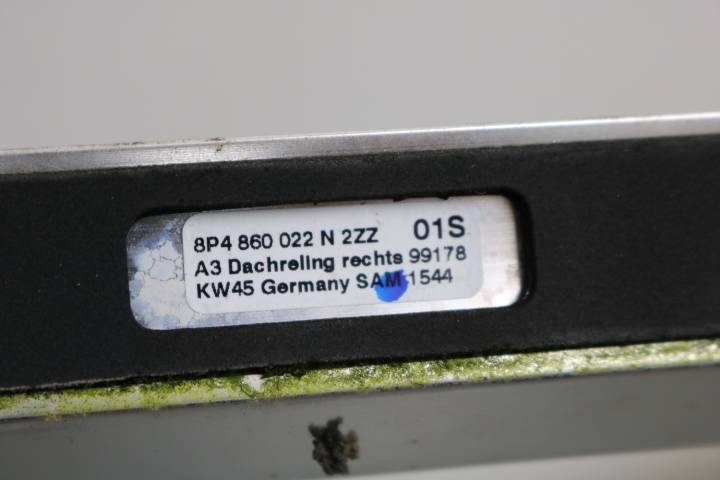 8P4 860 022 N 2ZZ 01S
A3 Dachreling rechts 99178
KW45 Germany SAM 1544